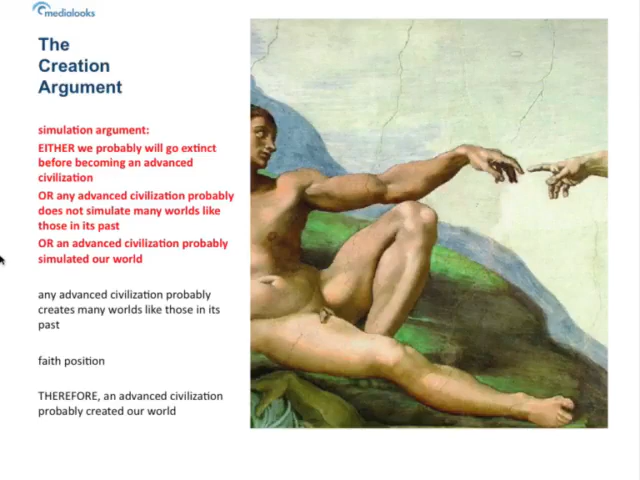 medialooks
The
Creation
Argument
simulation argument:
EITHER we probably will go extinct
before becoming an advanced
civilization
OR any advanced civilization probably
does not simulate many worlds like
those in its past
OR an advanced civilization probably
simulated our world
any advanced civilization probably
creates many worlds like those in its
past
faith position
THEREFORE, an advanced civilization
probably created our world